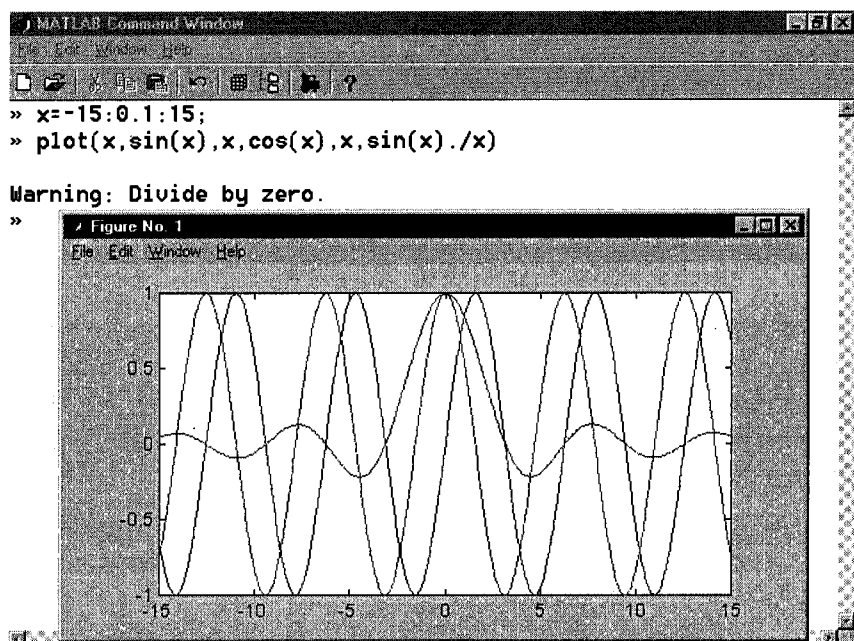 MATLAB Command Window
File Edit Window Help
?
» x=-15:0.1:15;
» plot(x,sin(x),x,cos(x),x,sin(x)./x)
Warning: Divide by zero.
»
Figure No. 1
File Edit Window Help
1
0.5
0
-0.5
-1
-15 -10 -5 0 5 10 15